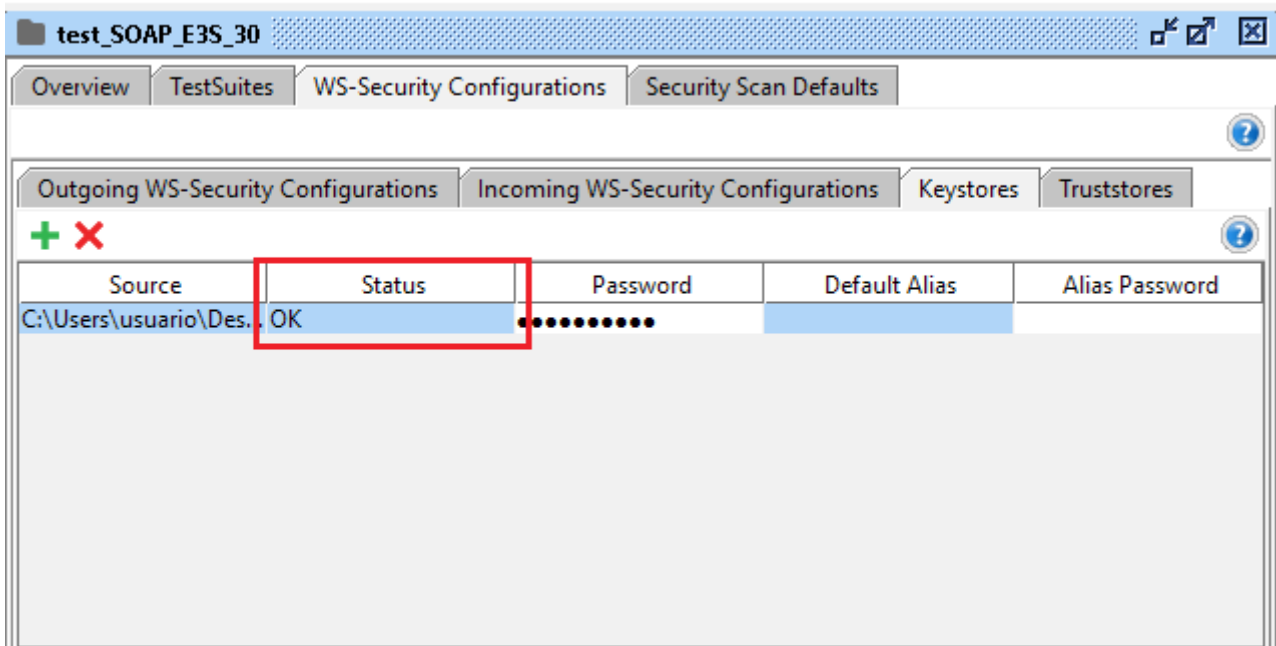 test_SOAP_E3S_30
Overview TestSuites WS-Security Configurations Security Scan Defaults
Outgoing WS-Security Configurations Incoming WS-Security Configurations Keystores Truststores
Source Status Password Default Alias Alias Password
C:\Users\usuario\Des... OK ●●●●●●●●●●